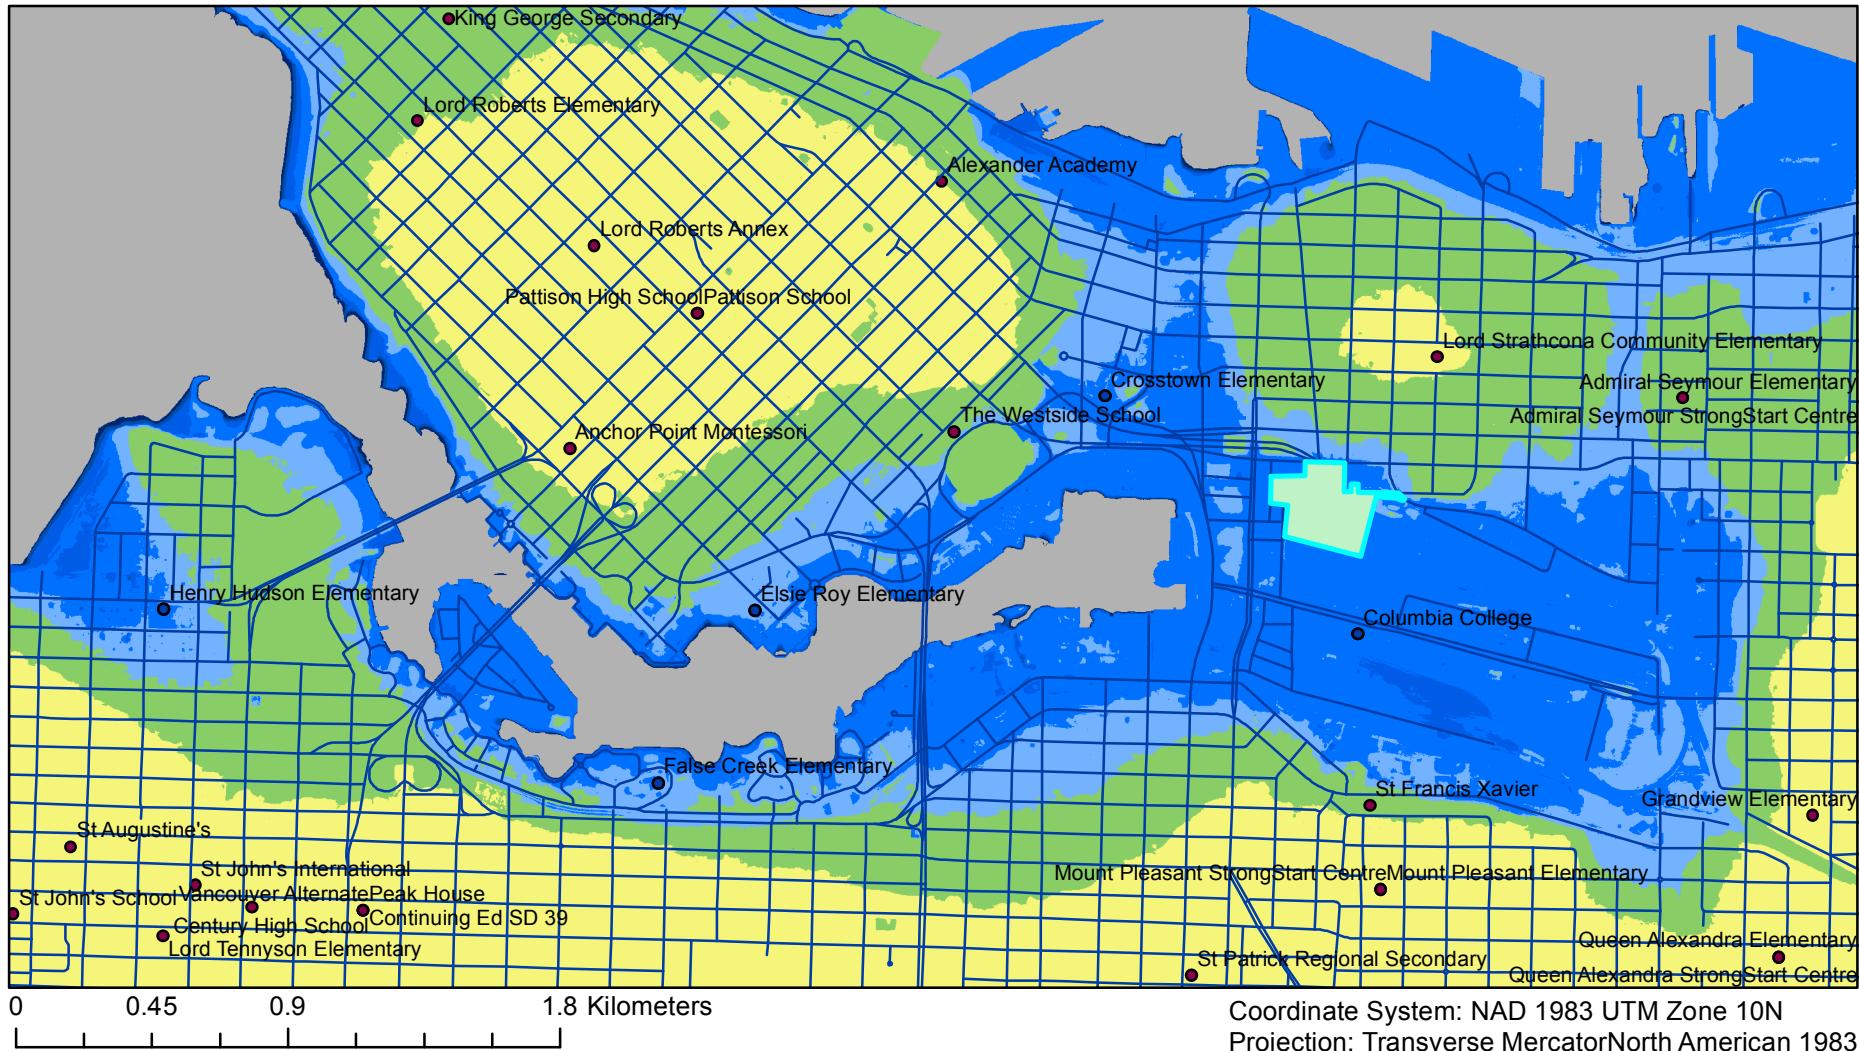 King George Secondary
Lord Roberts Elementary
Alexander Academy
Lord Roberts Annex
Pattison High SchoolPattison School
Lord Strathcona Community Elementary
Crosstown Elementary
Admiral Seymour Elementary
The Westside School
Admiral Seymour StrongStart Centre
Anchor Point Montessori
Henry Hudson Elementary
Elsie Roy Elementary
Columbia College
False Creek Elementary
St Francis Xavier
Grandview Elementary
St Augustine's
St John's International
Mount Pleasant StrongStart CentreMount Pleasant Elementary
St John's School
Vancouver AlternatePeak House
Continuing Ed SD 39
Century High School
Lord Tennyson Elementary
Queen Alexandra Elementary
St Patrick Regional Secondary
Queen Alexandra StrongStart Centre
0 0.45 0.9 1.8 Kilometers
Coordinate System: NAD 1983 UTM Zone 10N
Projection: Transverse MercatorNorth American 1983